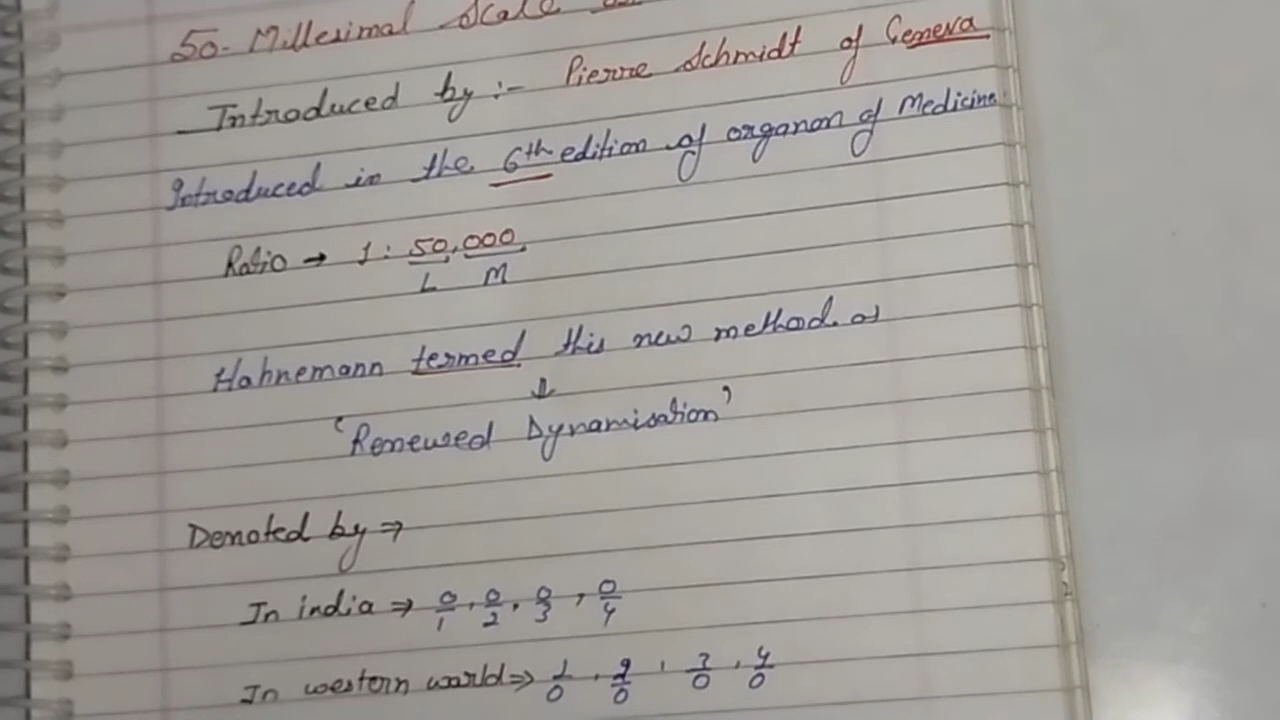 50- Millesimal Scale
Introduced by :- Pierre Schmidt of Geneva
Introduced in the 6th edition of organon of Medicine
Ratio → 1 : 50,000
L M
Hahnemann termed this new method as
↓
'Renewed Dynamisation'
Denoted by ⇒
In india ⇒ 0/1, 0/2, 0/3, 0/4
In western world ⇒ 1/0, 2/0, 3/0, 4/0